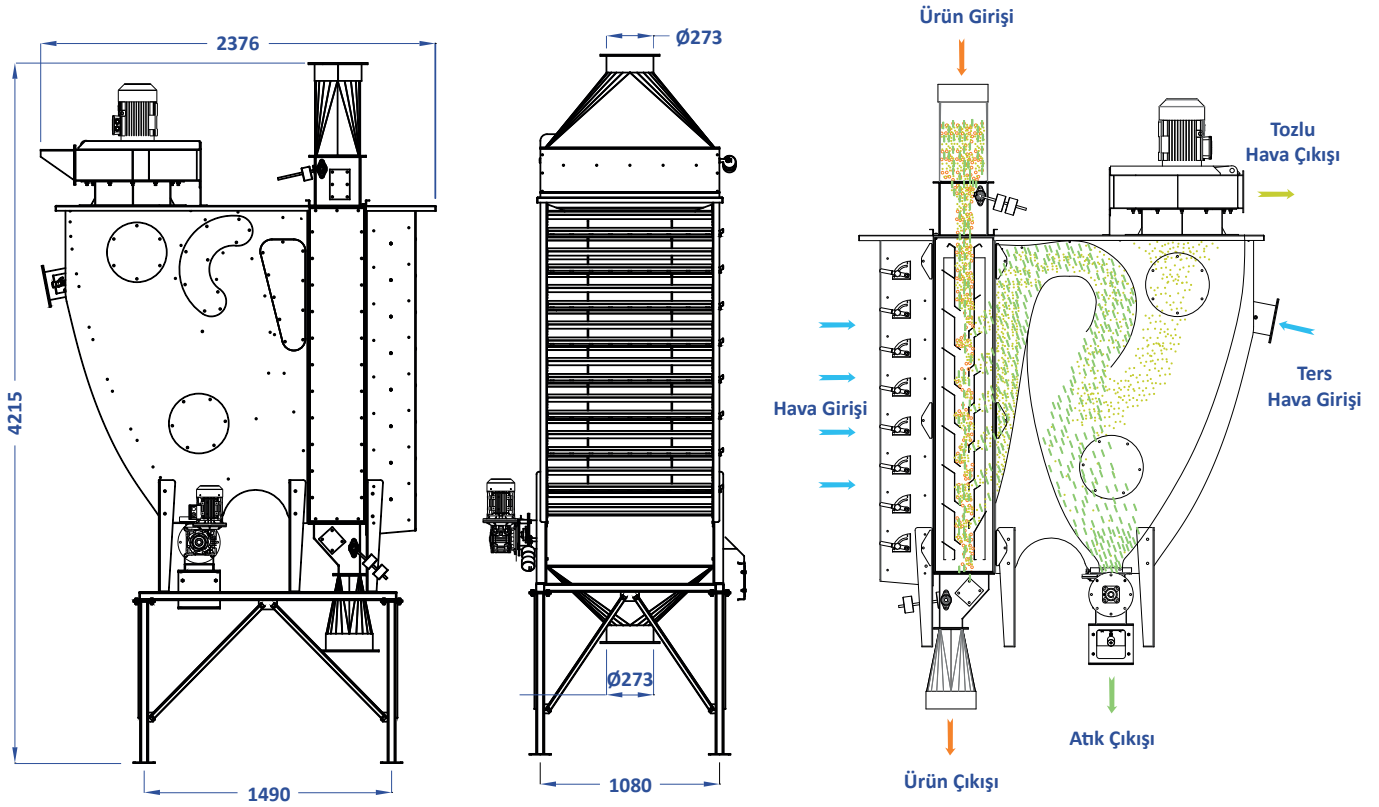 2376
4215
1490
Ø273
Ø273
1080
Ürün Girişi
Tozlu
Hava Çıkışı
Hava Girişi
Ters
Hava Girişi
Atık Çıkışı
Ürün Çıkışı